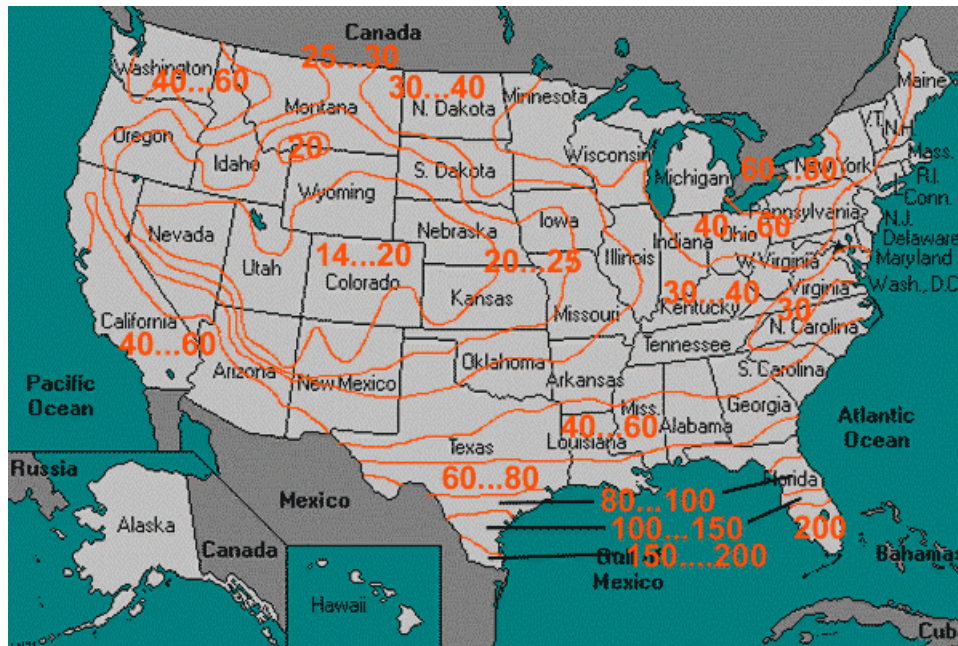 Canada
Washington
40...60
25...30
Montana
30...40
N. Dakota
Minnesota
Maine
Oregon
Idaho
20
Wyoming
S. Dakota
Wisconsin
Michigan
60...80
New York
V.T.
N.H.
Mass.
R.I.
Conn.
Nevada
Utah
14...20
Colorado
Nebraska
20...25
Iowa
Illinois
Indiana
40...60
Ohio
Pennsylvania
N.J.
Delaware
Maryland
W. Virginia
Virginia
Wash., D.C
Kansas
Missouri
30...40
Kentucky
30
N. Carolina
California
40...60
Arizona
New Mexico
Oklahoma
Arkansas
Tennessee
S. Carolina
Pacific
Ocean
Texas
Louisiana
40...60
Miss.
Alabama
Georgia
Atlantic
Ocean
60...80
Florida
80...100
100...150
200
150....200
Gulf
Mexico
Russia
Alaska
Canada
Mexico
Hawaii
Bahamas
Cub